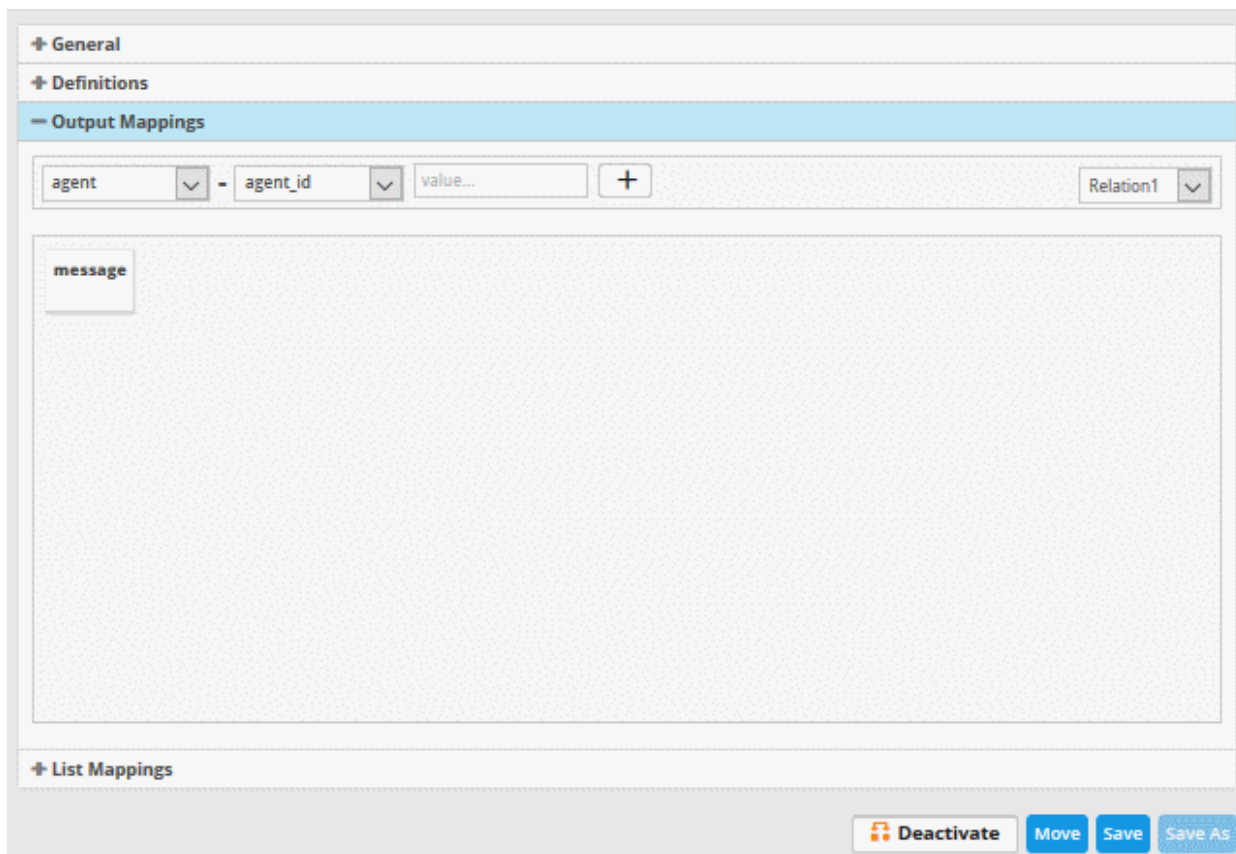 General
Definitions
Output Mappings
agent - agent_id value... + Relation1
message
List Mappings
Deactivate Move Save Save As